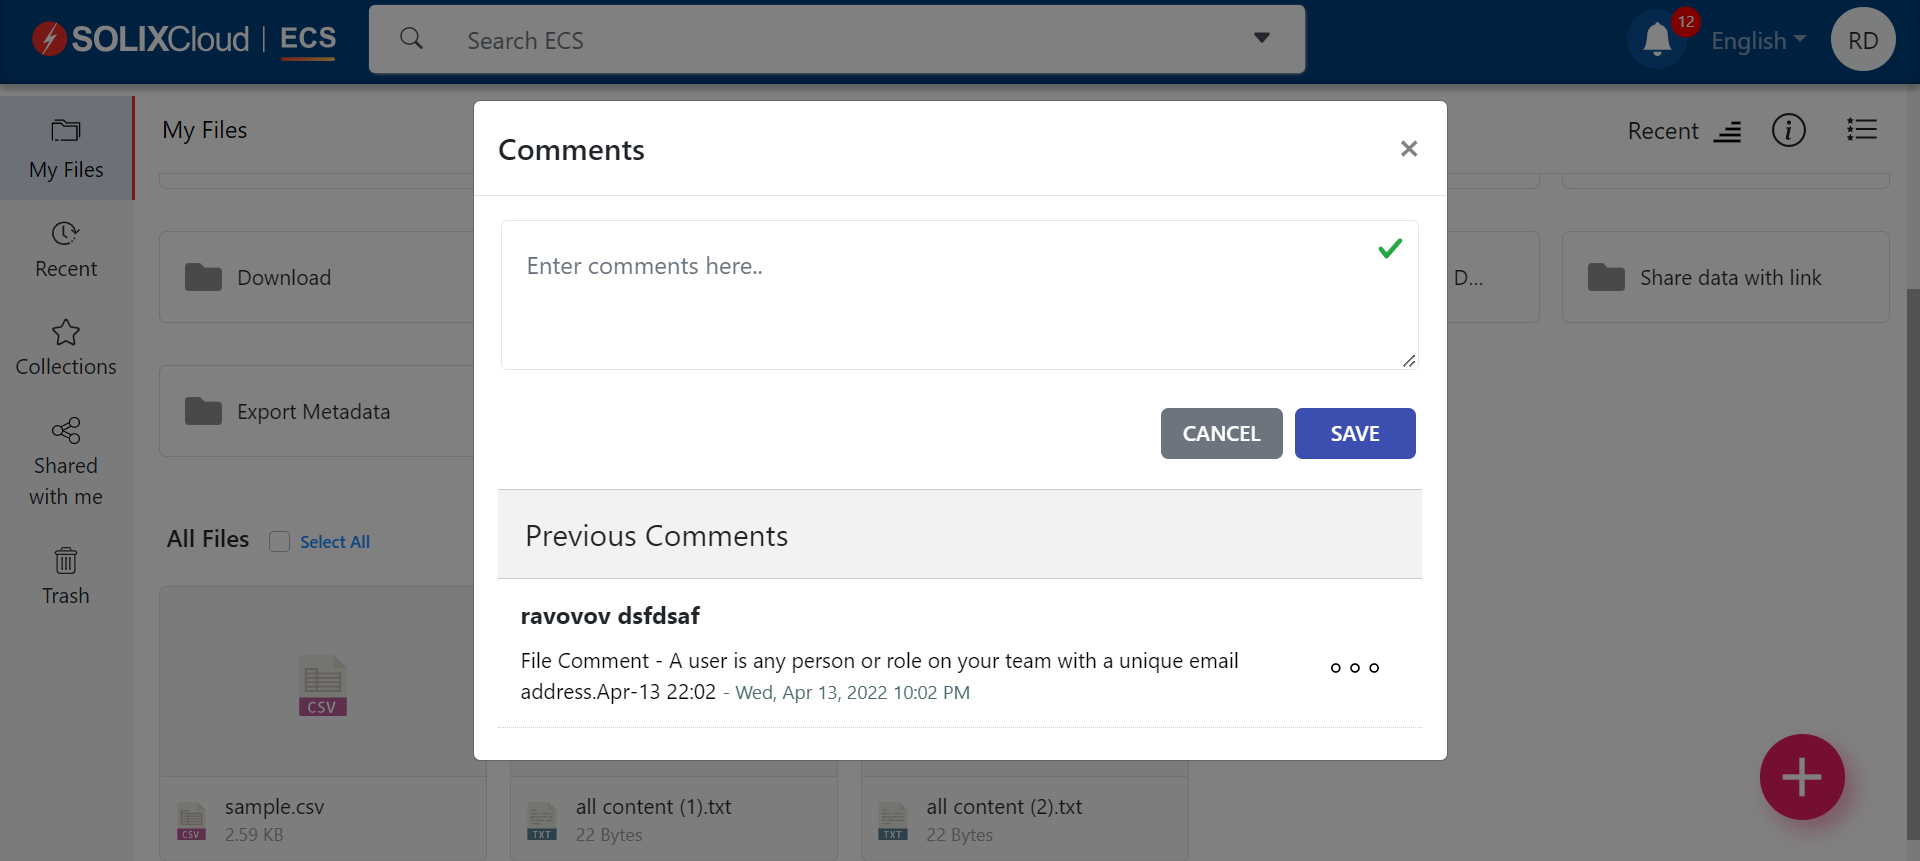 SOLIXCloud | ECS
Search ECS
12
English
RD
My Files
Recent
Collections
Shared
with me
Trash
My Files
Recent
Download
D...
Share data with link
Export Metadata
All Files
Select All
CSV
CSV
sample.csv
2.59 KB
TXT
all content (1).txt
22 Bytes
TXT
all content (2).txt
22 Bytes
Comments
×
Enter comments here..
CANCEL
SAVE
Previous Comments
ravovov dsfdsaf
File Comment - A user is any person or role on your team with a unique email
address.Apr-13 22:02 - Wed, Apr 13, 2022 10:02 PM